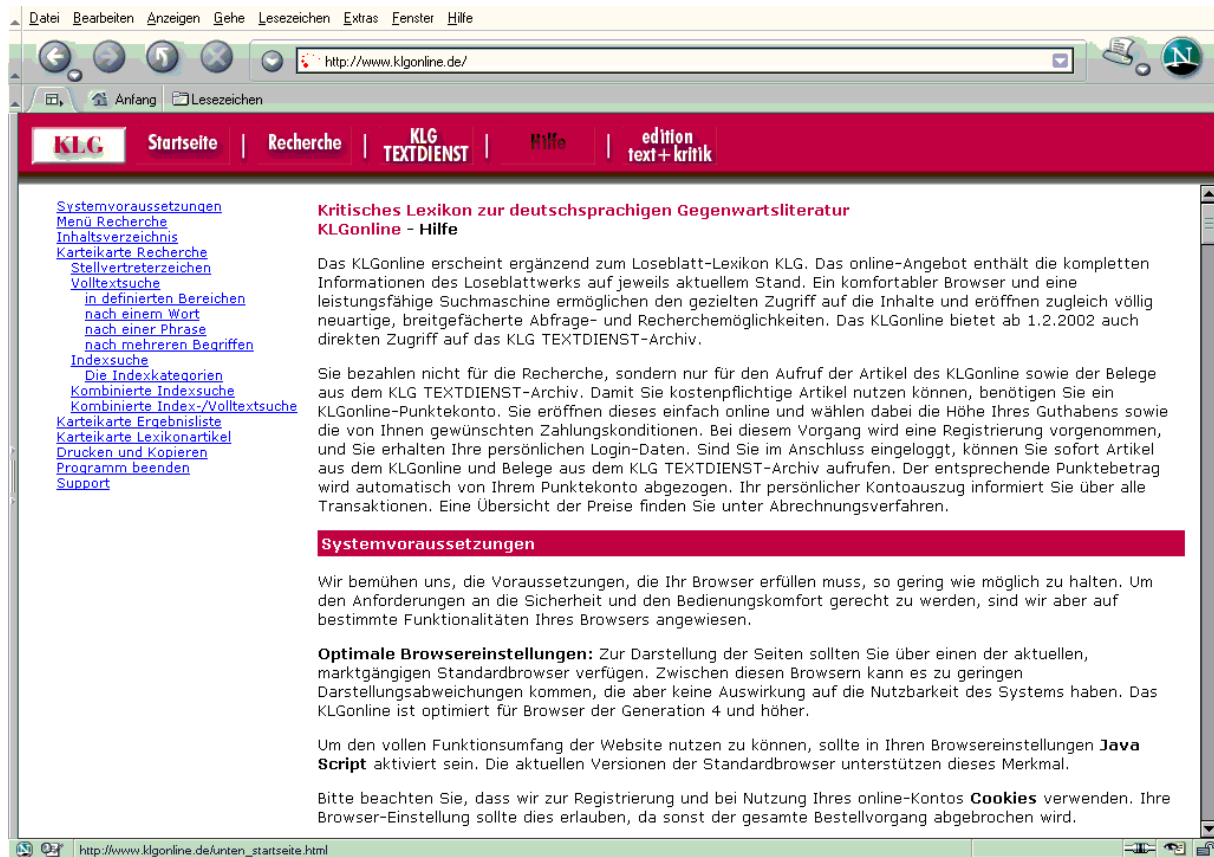 Datei Bearbeiten Anzeigen Gehe Lesezeichen Extras Fenster Hilfe
http://www.klgonline.de/
N
Anfang Lesezeichen
KLG Startseite | Recherche | KLG TEXTDIENST | Hilfe | edition text+kritik
Systemvoraussetzungen
Menü Recherche
Inhaltsverzeichnis
Karteikarte Recherche
Stellvertreterzeichen
Volltextsuche
in definierten Bereichen
nach einem Wort
nach einer Phrase
nach mehreren Begriffen
Indexsuche
Die Indexkategorien
Kombinierte Indexsuche
Kombinierte Index-/Volltextsuche
Karteikarte Ergebnisliste
Karteikarte Lexikonartikel
Drucken und Kopieren
Programm beenden
Support
Kritisches Lexikon zur deutschsprachigen Gegenwartsliteratur
KLGonline - Hilfe
Das KLGonline erscheint ergänzend zum Loseblatt-Lexikon KLG. Das online-Angebot enthält die kompletten
Informationen des Loseblattwerks auf jeweils aktuellem Stand. Ein komfortabler Browser und eine
leistungsfähige Suchmaschine ermöglichen den gezielten Zugriff auf die Inhalte und eröffnen zugleich völlig
neuartige, breitgefächerte Abfrage- und Recherchemöglichkeiten. Das KLGonline bietet ab 1.2.2002 auch
direkten Zugriff auf das KLG TEXTDIENST-Archiv.
Sie bezahlen nicht für die Recherche, sondern nur für den Aufruf der Artikel des KLGonline sowie der Belege
aus dem KLG TEXTDIENST-Archiv. Damit Sie kostenpflichtige Artikel nutzen können, benötigen Sie ein
KLGonline-Punktekonto. Sie eröffnen dieses einfach online und wählen dabei die Höhe Ihres Guthabens sowie
die von Ihnen gewünschten Zahlungskonditionen. Bei diesem Vorgang wird eine Registrierung vorgenommen,
und Sie erhalten Ihre persönlichen Login-Daten. Sind Sie im Anschluss eingeloggt, können Sie sofort Artikel
aus dem KLGonline und Belege aus dem KLG TEXTDIENST-Archiv aufrufen. Der entsprechende Punktebetrag
wird automatisch von Ihrem Punktekonto abgezogen. Ihr persönlicher Kontoauszug informiert Sie über alle
Transaktionen. Eine Übersicht der Preise finden Sie unter Abrechnungsverfahren.
Systemvoraussetzungen
Wir bemühen uns, die Voraussetzungen, die Ihr Browser erfüllen muss, so gering wie möglich zu halten. Um
den Anforderungen an die Sicherheit und den Bedienungskomfort gerecht zu werden, sind wir aber auf
bestimmte Funktionalitäten Ihres Browsers angewiesen.
Optimale Browsereinstellungen: Zur Darstellung der Seiten sollten Sie über einen der aktuellen,
marktgängigen Standardbrowser verfügen. Zwischen diesen Browsern kann es zu geringen
Darstellungsabweichungen kommen, die aber keine Auswirkung auf die Nutzbarkeit des Systems haben. Das
KLGonline ist optimiert für Browser der Generation 4 und höher.
Um den vollen Funktionsumfang der Website nutzen zu können, sollte in Ihren Browsereinstellungen Java
Script aktiviert sein. Die aktuellen Versionen der Standardbrowser unterstützen dieses Merkmal.
Bitte beachten Sie, dass wir zur Registrierung und bei Nutzung Ihres online-Kontos Cookies verwenden. Ihre
Browser-Einstellung sollte dies erlauben, da sonst der gesamte Bestellvorgang abgebrochen wird.
http://www.klgonline.de/unten_startseite.html